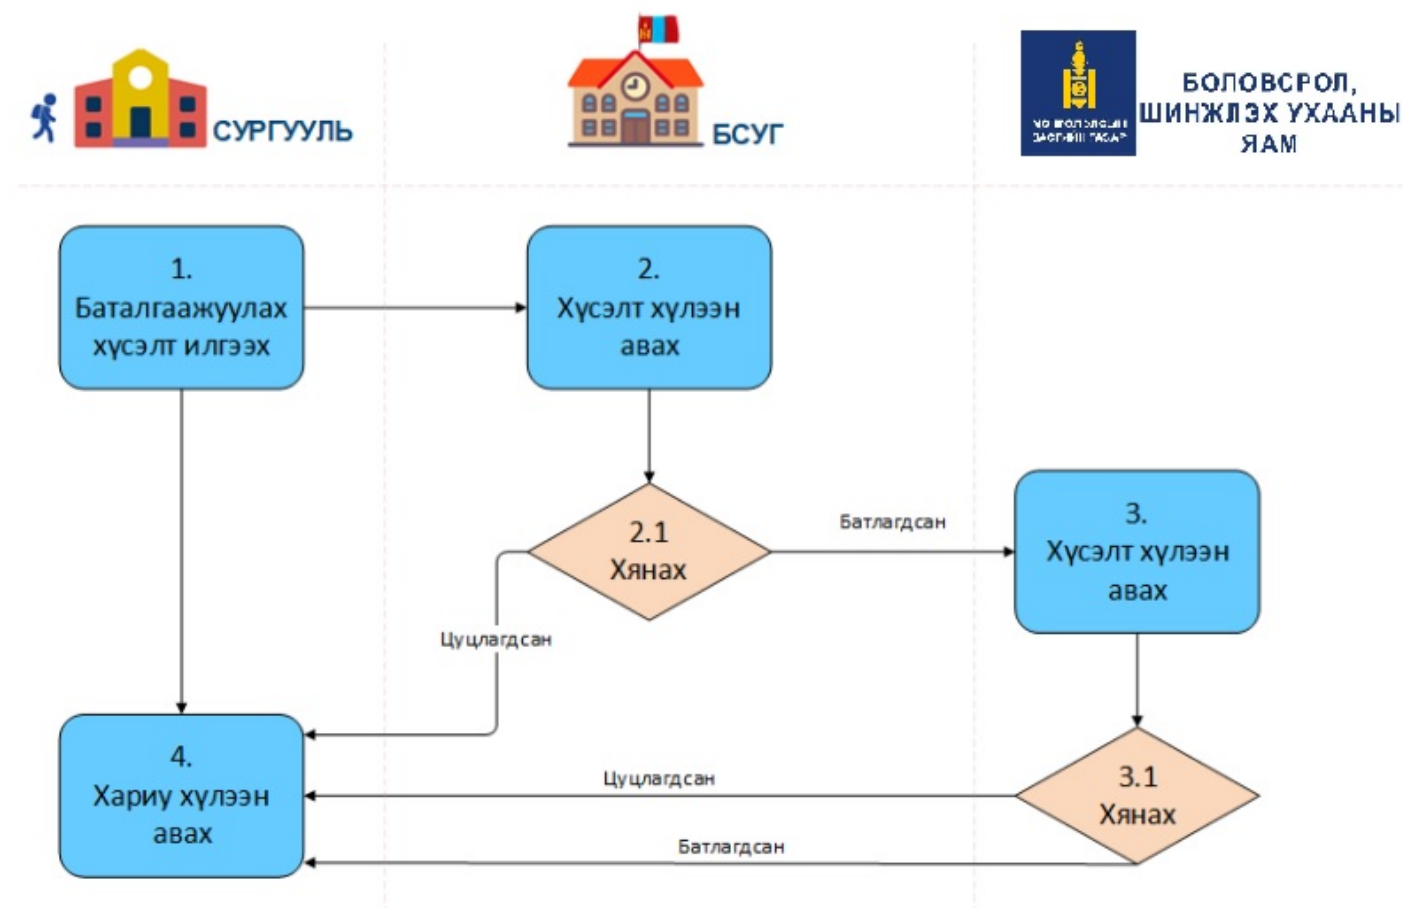 СУРГУУЛЬ
БСУГ
БОЛОВСРОЛ,
ШИНЖЛЭХ УХААНЫ
ЯАМ
1.
Баталгаажуулах
хүсэлт илгээх
2.
Хүсэлт хүлээн
авах
2.1
Хянах
Батлагдсан
3.
Хүсэлт хүлээн
авах
Цуцлагдсан
4.
Хариу хүлээн
авах
Цуцлагдсан
3.1
Хянах
Батлагдсан